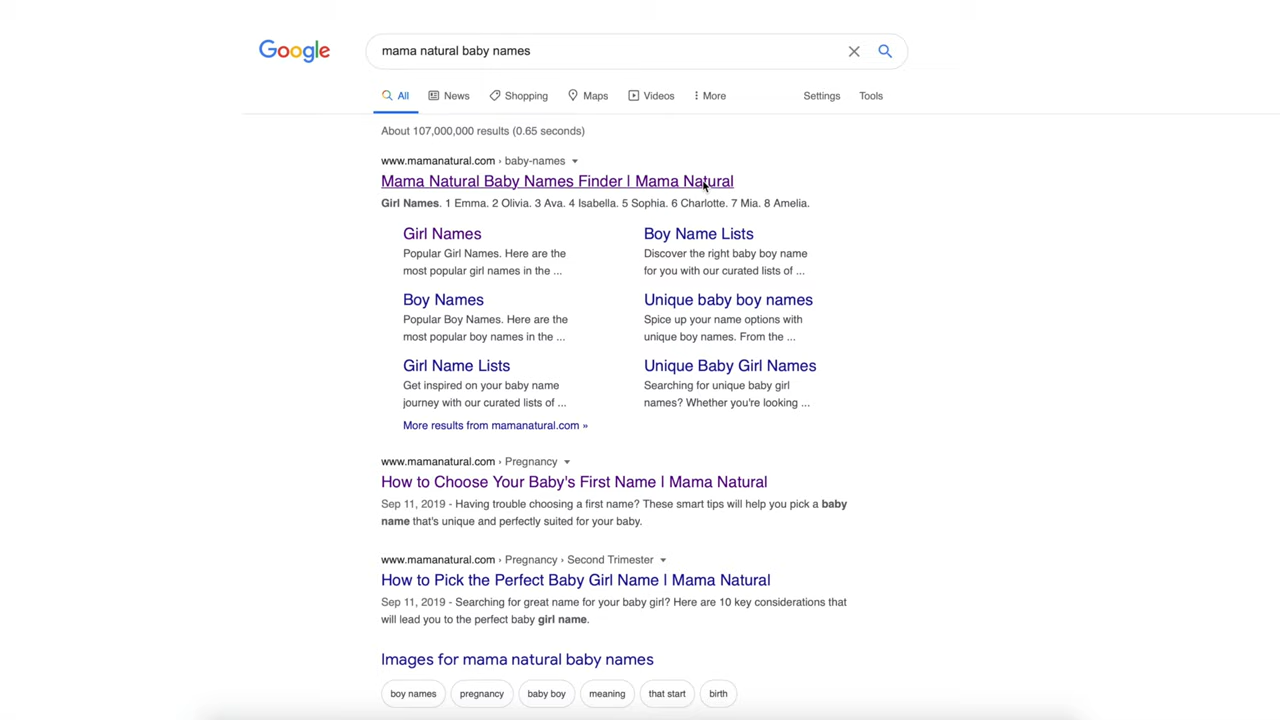 Google
mama natural baby names
All News Shopping Maps Videos More Settings Tools
About 107,000,000 results (0.65 seconds)
www.mamanatural.com › baby-names
Mama Natural Baby Names Finder | Mama Natural
Girl Names. 1 Emma. 2 Olivia. 3 Ava. 4 Isabella. 5 Sophia. 6 Charlotte. 7 Mia. 8 Amelia.
Girl Names
Popular Girl Names. Here are the
most popular girl names in the ...
Boy Name Lists
Discover the right baby boy name
for you with our curated lists of ...
Boy Names
Popular Boy Names. Here are the
most popular boy names in the ...
Unique baby boy names
Spice up your name options with
unique boy names. From the ...
Girl Name Lists
Get inspired on your baby name
journey with our curated lists of ...
Unique Baby Girl Names
Searching for unique baby girl
names? Whether you're looking ...
More results from mamanatural.com »
www.mamanatural.com › Pregnancy
How to Choose Your Baby's First Name | Mama Natural
Sep 11, 2019 - Having trouble choosing a first name? These smart tips will help you pick a baby
name that's unique and perfectly suited for your baby.
www.mamanatural.com › Pregnancy › Second Trimester
How to Pick the Perfect Baby Girl Name | Mama Natural
Sep 11, 2019 - Searching for great name for your baby girl? Here are 10 key considerations that
will lead you to the perfect baby girl name.
Images for mama natural baby names
boy names pregnancy baby boy meaning that start birth